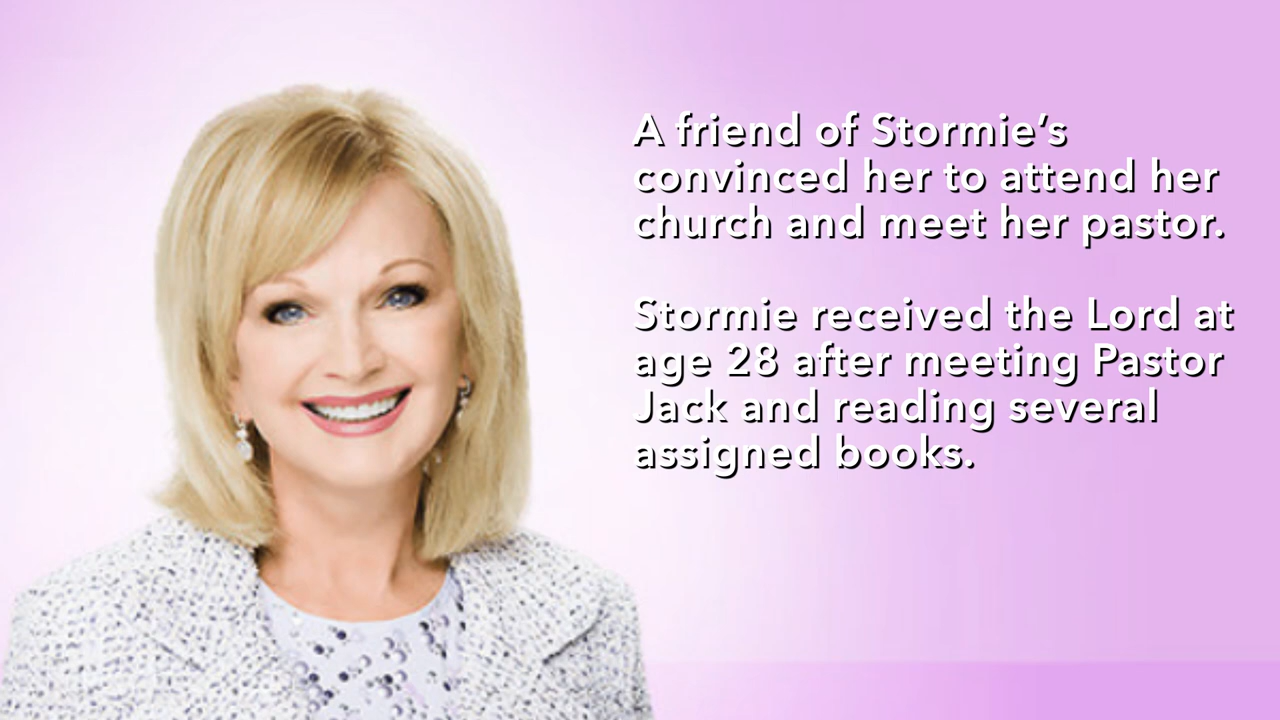 A friend of Stormie’s
convinced her to attend her
church and meet her pastor.
Stormie received the Lord at
age 28 after meeting Pastor
Jack and reading several
assigned books.